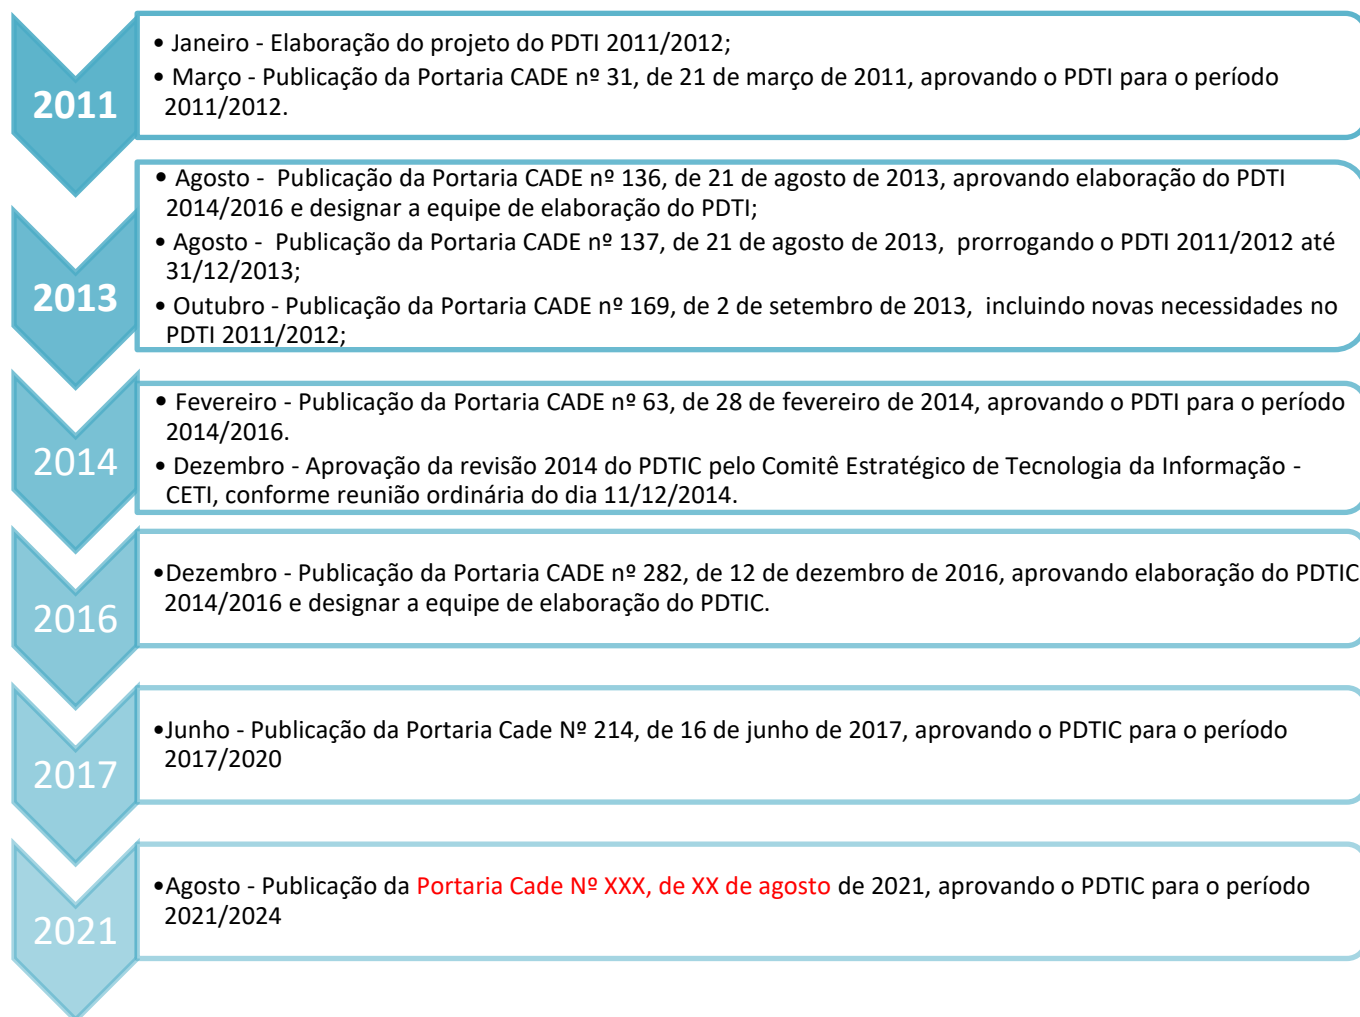 2011
• Janeiro - Elaboração do projeto do PDTI 2011/2012;
• Março - Publicação da Portaria CADE nº 31, de 21 de março de 2011, aprovando o PDTI para o período
2011/2012.
2013
• Agosto - Publicação da Portaria CADE nº 136, de 21 de agosto de 2013, aprovando elaboração do PDTI
2014/2016 e designar a equipe de elaboração do PDTI;
• Agosto - Publicação da Portaria CADE nº 137, de 21 de agosto de 2013, prorrogando o PDTI 2011/2012 até
31/12/2013;
• Outubro - Publicação da Portaria CADE nº 169, de 2 de setembro de 2013, incluindo novas necessidades no
PDTI 2011/2012;
2014
• Fevereiro - Publicação da Portaria CADE nº 63, de 28 de fevereiro de 2014, aprovando o PDTI para o período
2014/2016.
• Dezembro - Aprovação da revisão 2014 do PDTIC pelo Comitê Estratégico de Tecnologia da Informação -
CETI, conforme reunião ordinária do dia 11/12/2014.
2016
•Dezembro - Publicação da Portaria CADE nº 282, de 12 de dezembro de 2016, aprovando elaboração do PDTIC
2014/2016 e designar a equipe de elaboração do PDTIC.
2017
•Junho - Publicação da Portaria Cade Nº 214, de 16 de junho de 2017, aprovando o PDTIC para o período
2017/2020
2021
•Agosto - Publicação da Portaria Cade Nº XXX, de XX de agosto de 2021, aprovando o PDTIC para o período
2021/2024